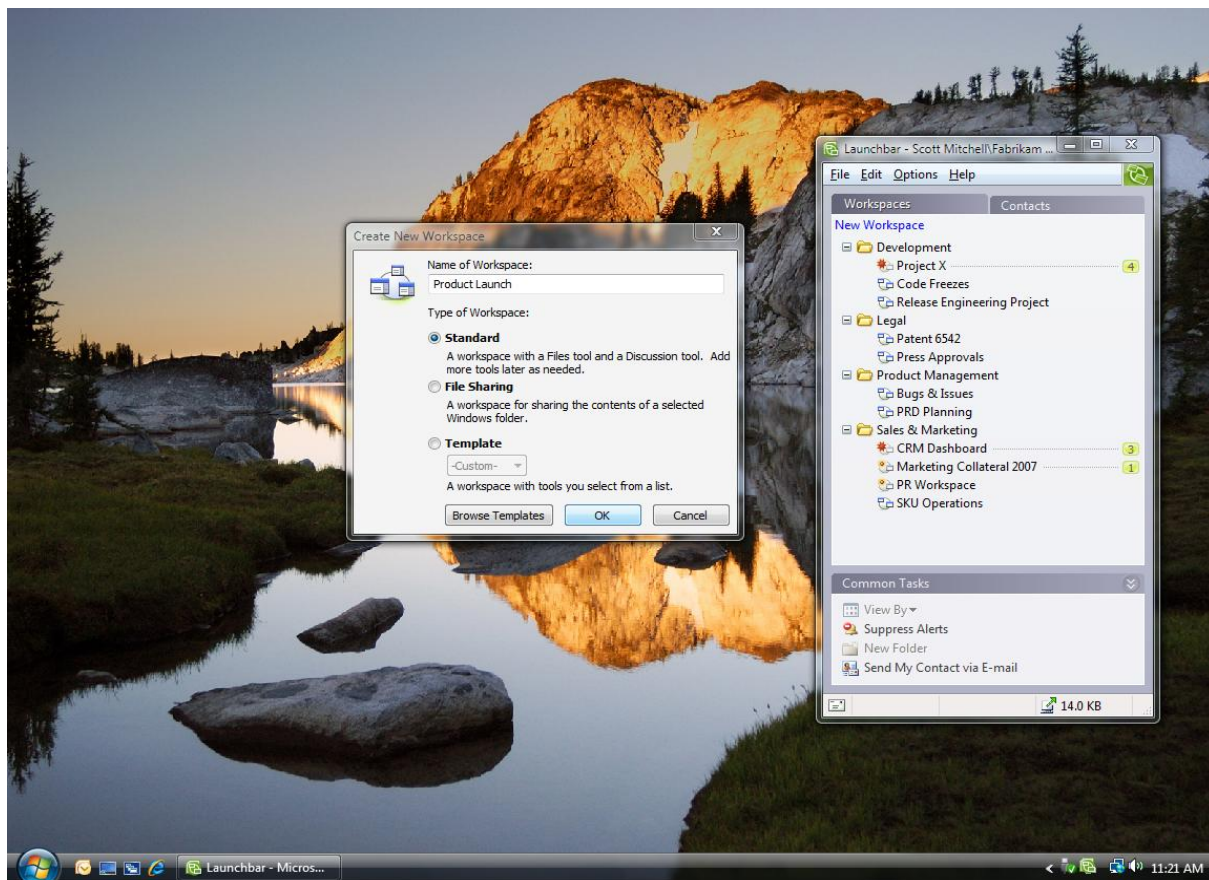 Create New Workspace
Name of Workspace:
Product Launch
Type of Workspace:
Standard
A workspace with a Files tool and a Discussion tool. Add
more tools later as needed.
File Sharing
A workspace for sharing the contents of a selected
Windows folder.
Template
-Custom-
A workspace with tools you select from a list.
Browse Templates OK Cancel
Launchbar - Scott Mitchell\Fabrikam ...
File Edit Options Help
Workspaces Contacts
New Workspace
Development
Project X 4
Code Freezes
Release Engineering Project
Legal
Patent 6542
Press Approvals
Product Management
Bugs & Issues
PRD Planning
Sales & Marketing
CRM Dashboard 3
Marketing Collateral 2007 1
PR Workspace
SKU Operations
Common Tasks
View By
Suppress Alerts
New Folder
Send My Contact via E-mail
14.0 KB
Launchbar - Micros... 11:21 AM